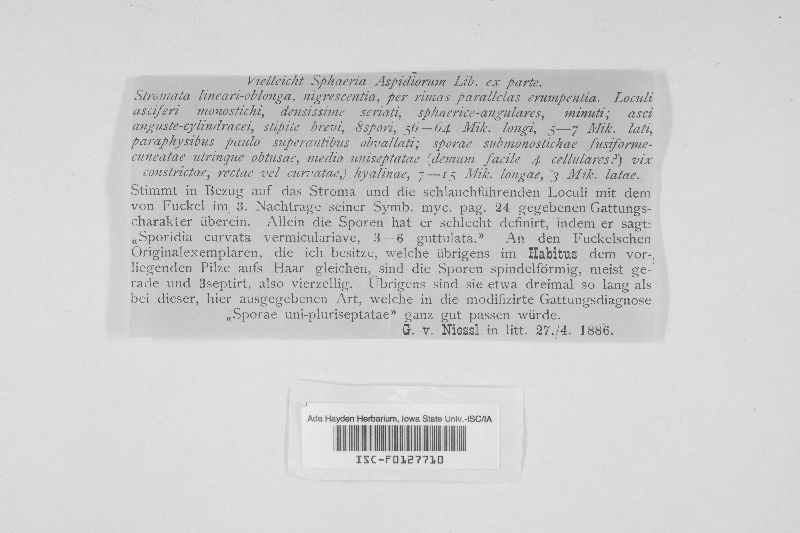 Vielleicht Sphaeria Aspidiorum Lib. ex parte.
Stromata lineari-oblonga, nigrescentia, per rimas parallelas erumpentia. Loculi
asciferi monostichi, densissime seriati, sphaerice-angulares, minuti; asci
anguste-cylindracei, stipite brevi, 8spori, 56—64 Mik. longi, 5—7 Mik. lati,
paraphysibus paulo superantibus obvallati; sporae submonostichae fusiforme-
cuneatae utrinque obtusae, medio uniseptatae (demum facile 4 cellulares?) vix
constrictae, rectae vel curvatae,) hyalinae, 7—15 Mik. longae, 3 Mik. latae.
Stimmt in Bezug auf das Stroma und die schlauchführenden Loculi mit dem
von Fuckel im 3. Nachtrage seiner Symb. myc. pag. 24 gegebenen Gattungs-
charakter überein. Allein die Sporen hat er schlecht definirt, indem er sagt:
„Sporidia curvata vermiculariave, 3—6 guttulata.” An den Fuckelschen
Originalexemplaren, die ich besitze, welche übrigens im Habitus dem vor-
liegenden Pilze aufs Haar gleichen, sind die Sporen spindelförmig, meist ge-
rade und 3septirt, also vierzellig. Übrigens sind sie etwa dreimal so lang als
bei dieser, hier ausgegebenen Art, welche in die modifizirte Gattungsdiagnose
„Sporae uni-pluriseptatae” ganz gut passen würde.
G. v. Niessl in litt. 27./4. 1886.
Ada Hayden Herbarium, Iowa State Univ.-ISC/IA
ISC-F0127710